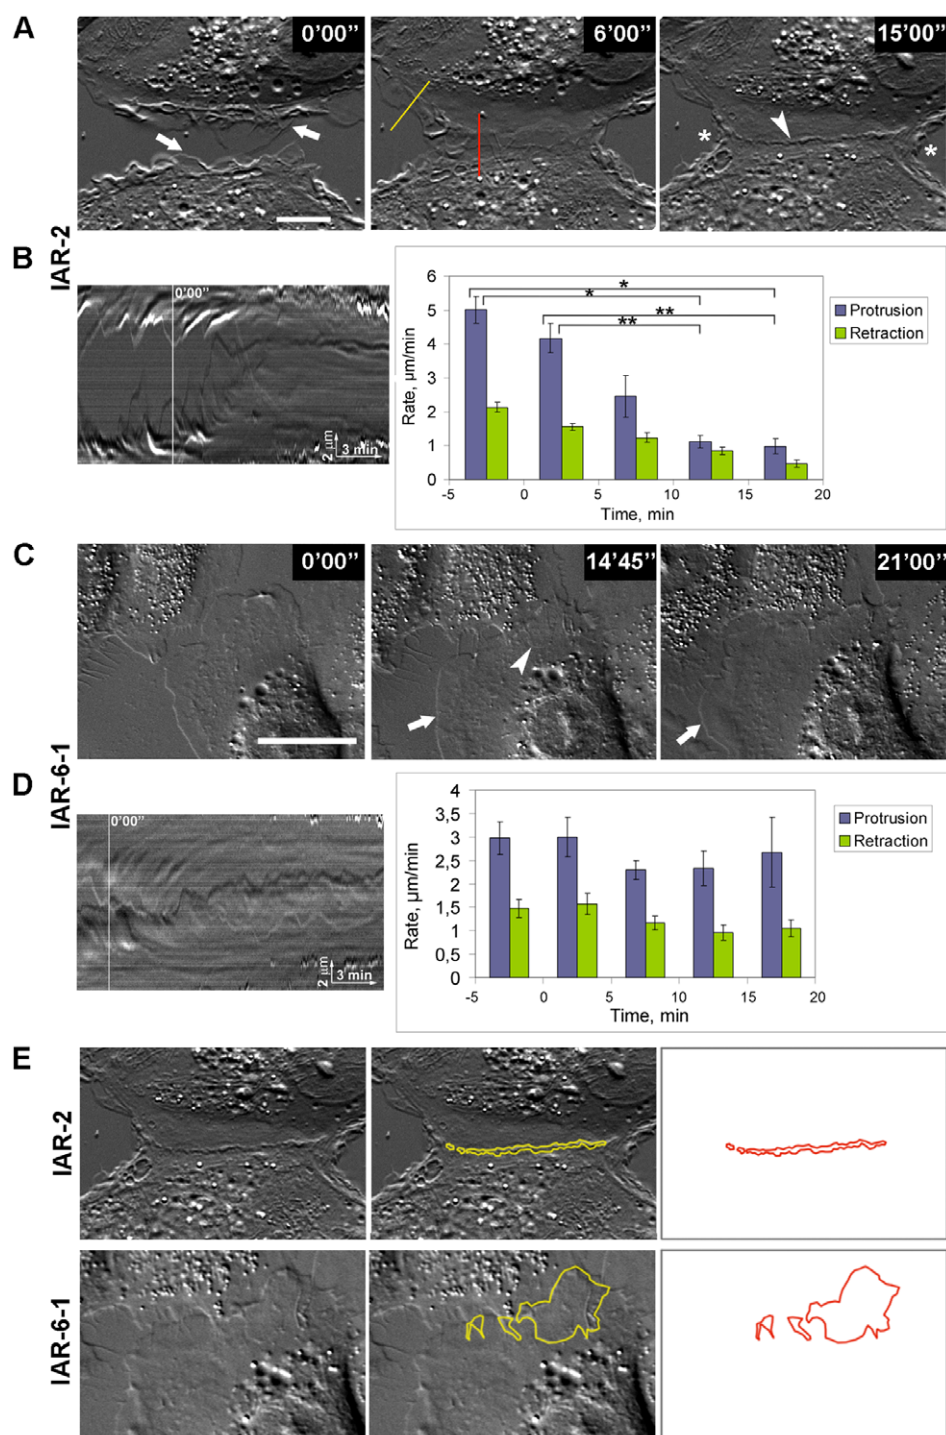 A
0’00”
6’00”
15’00”
*
*
IAR-2
B
0’00”
2 µm
3 min
Rate, µm/min
6
5
4
3
2
1
0
*
*
**
**
-5
0
5
10
15
20
Time, min
Protrusion
Retraction
C
0’00”
14’45”
21’00”
IAR-6-1
D
0’00”
2 µm
3 min
Rate, µm/min
4
3,5
3
2,5
2
1,5
1
0,5
0
-5
0
5
10
15
20
Time, min
Protrusion
Retraction
E
IAR-2
IAR-6-1